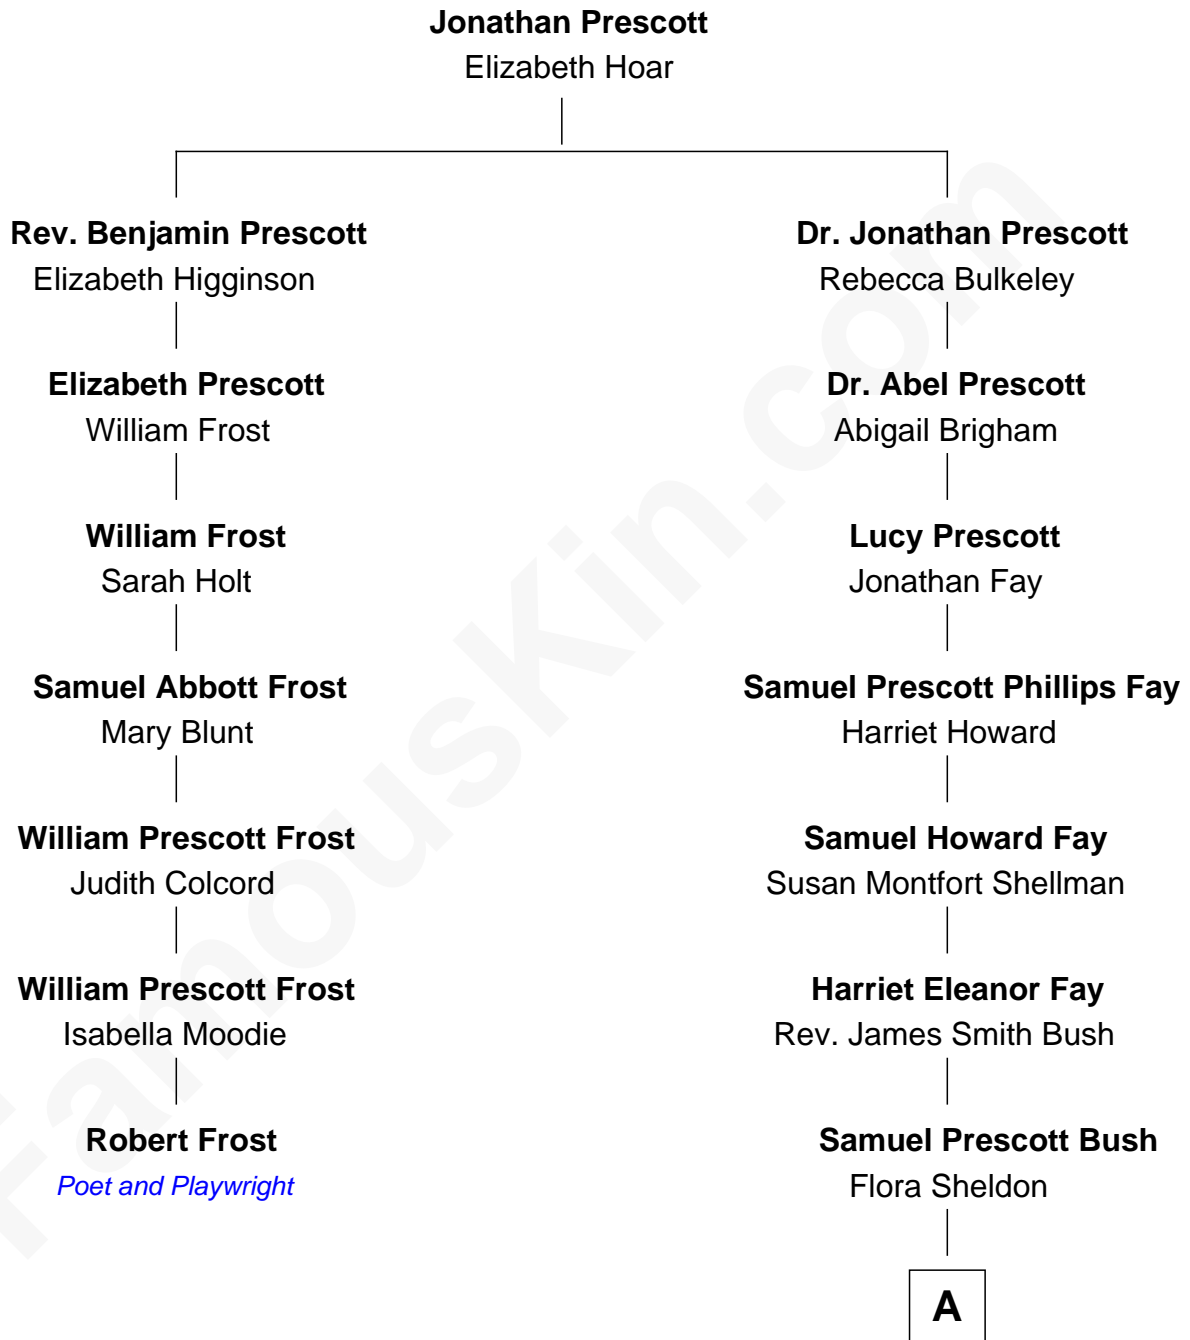 Jonathan Prescott
Elizabeth Hoar
Rev. Benjamin Prescott
Elizabeth Higginson
Dr. Jonathan Prescott
Rebecca Bulkeley
Elizabeth Prescott
William Frost
Dr. Abel Prescott
Abigail Brigham
William Frost
Sarah Holt
Lucy Prescott
Jonathan Fay
Samuel Abbott Frost
Mary Blunt
Samuel Prescott Phillips Fay
Harriet Howard
William Prescott Frost
Judith Colcord
Samuel Howard Fay
Susan Montfort Shellman
William Prescott Frost
Isabella Moodie
Harriet Eleanor Fay
Rev. James Smith Bush
Robert Frost
Poet and Playwright
Samuel Prescott Bush
Flora Sheldon
A
FamousKin.com